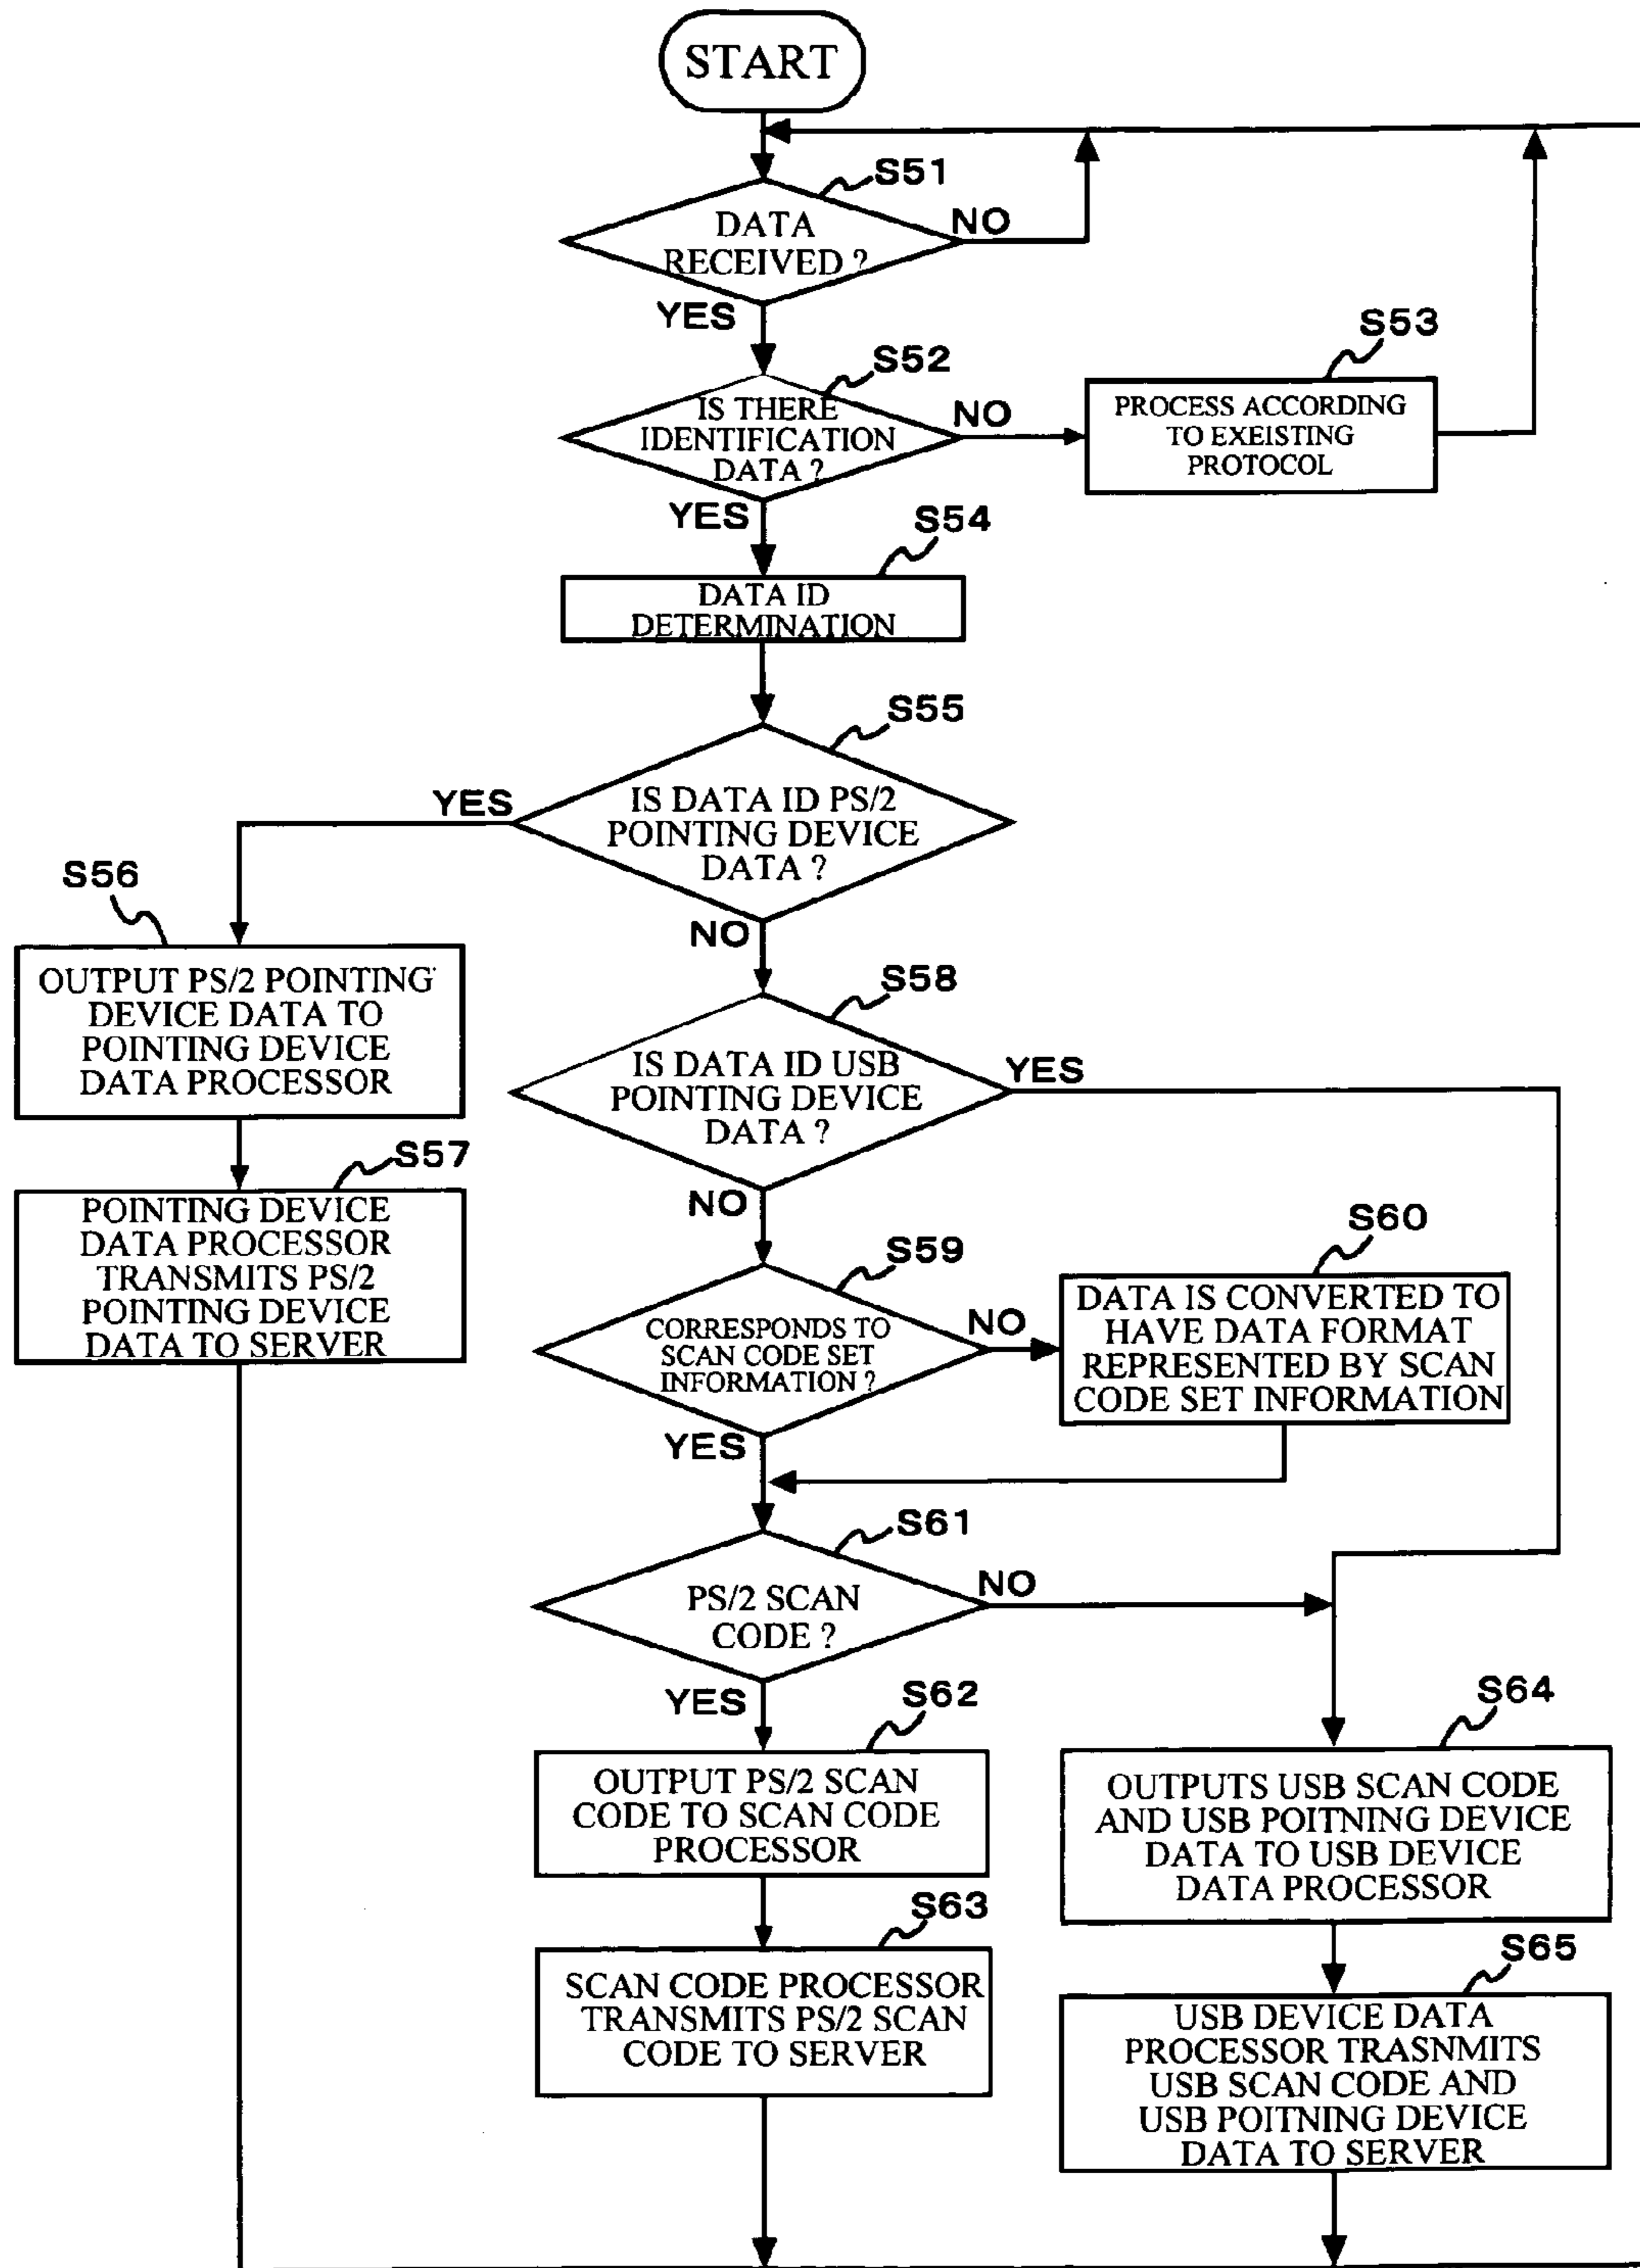 START
S51
DATA
RECEIVED ?
NO
YES
S52
IS THERE
IDENTIFICATION
DATA ?
NO
S53
PROCESS ACCORDING
TO EXEISTING
PROTOCOL
YES
S54
DATA ID
DETERMINATION
S55
IS DATA ID PS/2
POINTING DEVICE
DATA ?
YES
NO
S56
OUTPUT PS/2 POINTING
DEVICE DATA TO
POINTING DEVICE
DATA PROCESSOR
S57
POINTING DEVICE
DATA PROCESSOR
TRANSMITS PS/2
POINTING DEVICE
DATA TO SERVER
S58
IS DATA ID USB
POINTING DEVICE
DATA ?
YES
NO
S59
CORRESPONDS TO
SCAN CODE SET
INFORMATION ?
NO
S60
DATA IS CONVERTED TO
HAVE DATA FORMAT
REPRESENTED BY SCAN
CODE SET INFORMATION
YES
S61
PS/2 SCAN
CODE ?
NO
YES
S62
OUTPUT PS/2 SCAN
CODE TO SCAN CODE
PROCESSOR
S63
SCAN CODE PROCESSOR
TRANSMITS PS/2 SCAN
CODE TO SERVER
S64
OUTPUTS USB SCAN CODE
AND USB POITNING DEVICE
DATA TO USB DEVICE
DATA PROCESSOR
S65
USB DEVICE DATA
PROCESSOR TRASNMITS
USB SCAN CODE AND
USB POITNING DEVICE
DATA TO SERVER